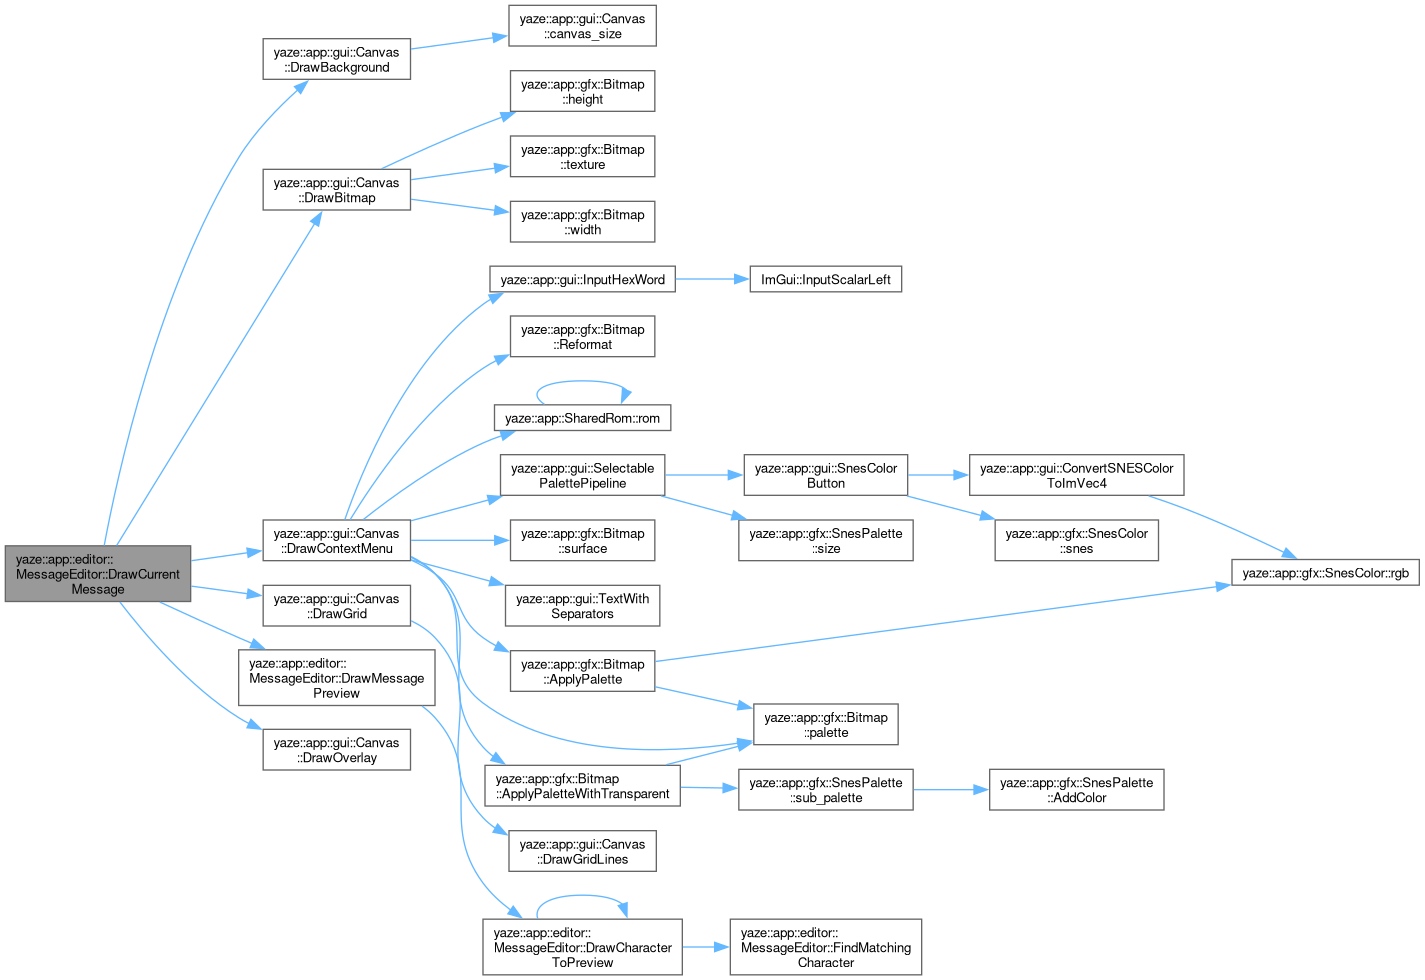 yaze::app::gui::Canvas
::canvas_size
yaze::app::gui::Canvas
::DrawBackground
yaze::app::gfx::Bitmap
::height
yaze::app::gfx::Bitmap
::texture
yaze::app::gui::Canvas
::DrawBitmap
yaze::app::gfx::Bitmap
::width
yaze::app::gui::InputHexWord
ImGui::InputScalarLeft
yaze::app::gfx::Bitmap
::Reformat
yaze::app::SharedRom::rom
yaze::app::gui::Selectable
PalettePipeline
yaze::app::gui::SnesColor
Button
yaze::app::gui::ConvertSNESColor
ToImVec4
yaze::app::gui::Canvas
::DrawContextMenu
yaze::app::gfx::Bitmap
::surface
yaze::app::gfx::SnesPalette
::size
yaze::app::gfx::SnesColor
::snes
yaze::app::editor::
MessageEditor::DrawCurrent
Message
yaze::app::gfx::SnesColor::rgb
yaze::app::gui::Canvas
::DrawGrid
yaze::app::gui::TextWith
Separators
yaze::app::editor::
MessageEditor::DrawMessage
Preview
yaze::app::gfx::Bitmap
::ApplyPalette
yaze::app::gfx::Bitmap
::palette
yaze::app::gui::Canvas
::DrawOverlay
yaze::app::gfx::Bitmap
::ApplyPaletteWithTransparent
yaze::app::gfx::SnesPalette
::sub_palette
yaze::app::gfx::SnesPalette
::AddColor
yaze::app::gui::Canvas
::DrawGridLines
yaze::app::editor::
MessageEditor::DrawCharacter
ToPreview
yaze::app::editor::
MessageEditor::FindMatching
Character